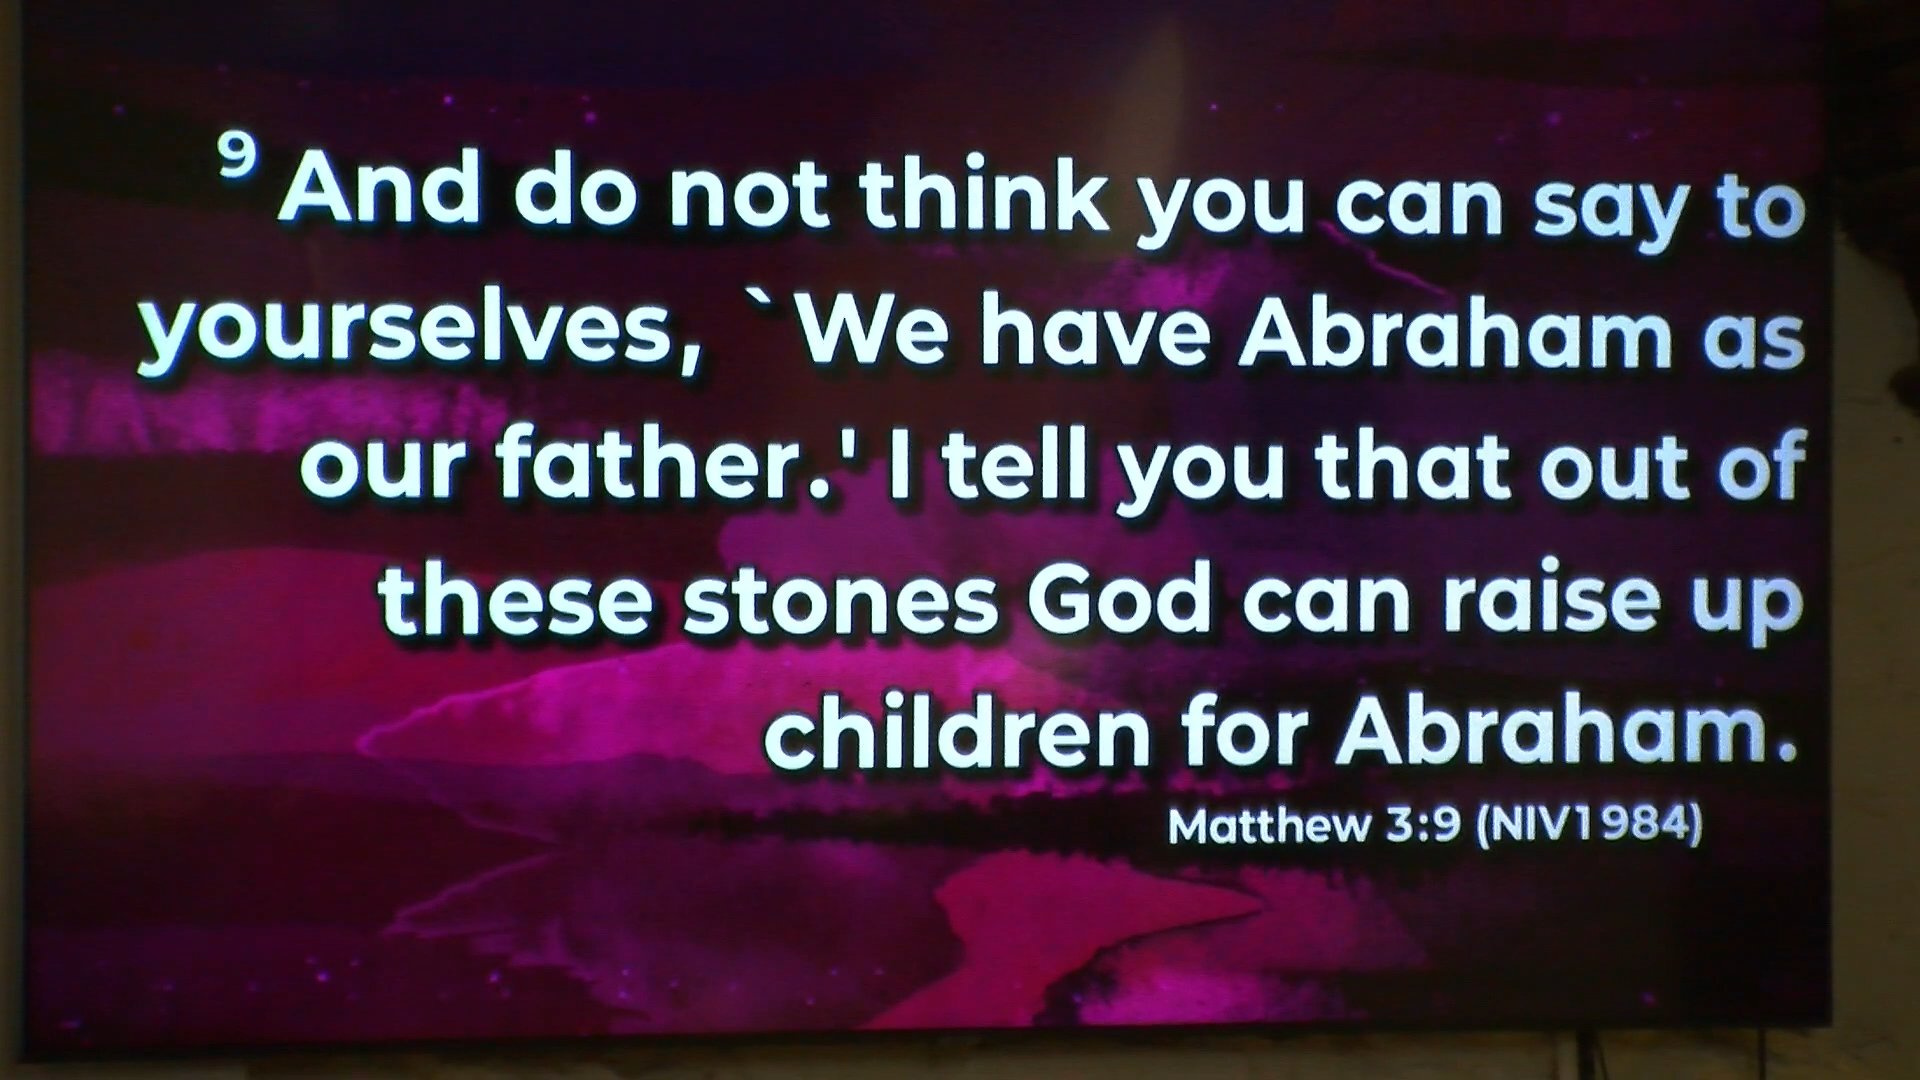 9 And do not think you can say to
yourselves, `We have Abraham as
our father.' I tell you that out of
these stones God can raise up
children for Abraham.
Matthew 3:9 (NIV1984)